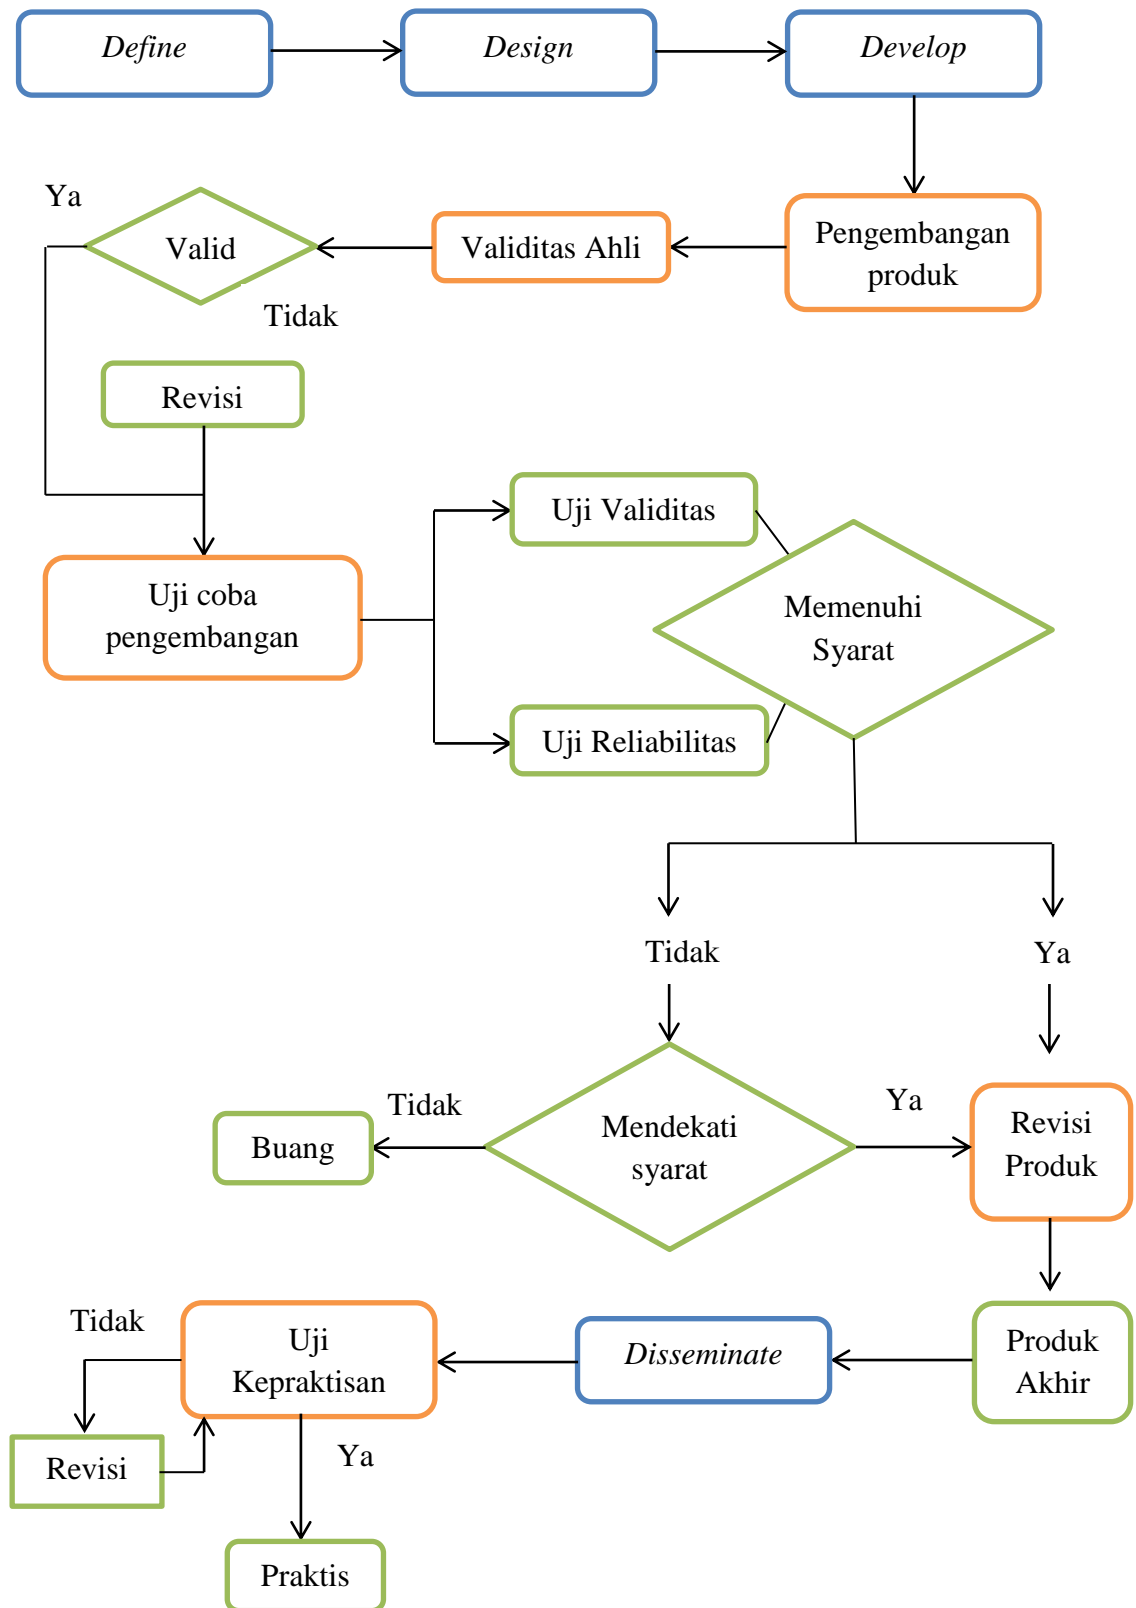 Define
Design
Develop
Ya
Valid
Validitas Ahli
Pengembangan
produk
Tidak
Revisi
Uji Validitas
Uji coba
pengembangan
Memenuhi
Syarat
Uji Reliabilitas
Tidak
Ya
Tidak
Ya
Buang
Mendekati
syarat
Revisi
Produk
Tidak
Uji
Kepraktisan
Disseminate
Produk
Akhir
Revisi
Ya
Praktis